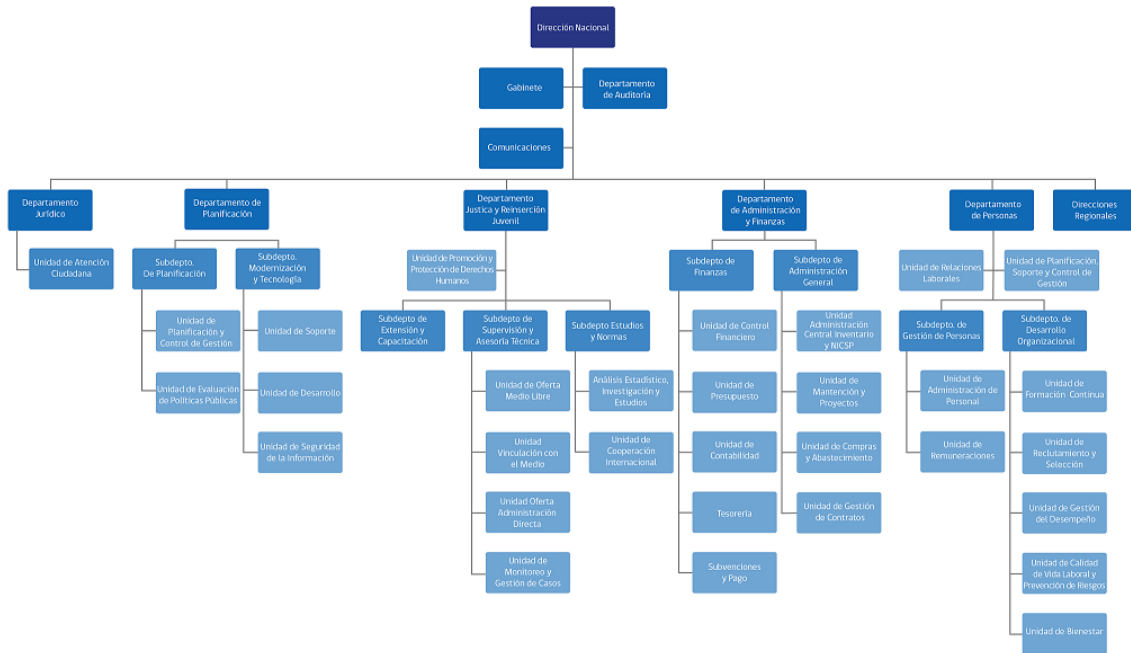 Dirección Nacional
Gabinete
Departamento
de Auditoría
Comunicaciones
Departamento
Jurídico
Departamento de
Planificación
Departamento
Justica y Reinserción
Juvenil
Departamento
de Administración
y Finanzas
Departamento
de Personas
Direcciones
Regionales
Unidad de Atención
Ciudadana
Subdepto.
De Planificación
Subdepto.
Modernización
y Tecnología
Unidad de
Planificación y
Control de Gestión
Unidad de Evaluación
de Políticas Públicas
Unidad de Soporte
Unidad de Desarrollo
Unidad de Seguridad
de la Información
Unidad de Promoción y
Protección de Derechos
Humanos
Subdepto de
Extensión y
Capacitación
Subdepto de
Supervisión y
Asesoría Técnica
Subdepto Estudios
y Normas
Unidad de Oferta
Medio Libre
Unidad
Vinculación con
el Medio
Unidad Oferta
Administración
Directa
Unidad de
Monitoreo y
Gestión de Casos
Análisis Estadístico,
Investigación y
Estudios
Unidad de
Cooperación
Internacional
Subdepto de
Finanzas
Subdepto de
Administración
General
Unidad de Control
Financiero
Unidad de
Presupuesto
Unidad de
Contabilidad
Tesorería
Subvenciones
y Pago
Unidad
Administración
Central Inventario
y NICSP
Unidad de
Mantención y
Proyectos
Unidad de Compras
y Abastecimiento
Unidad de Gestión
de Contratos
Unidad de Relaciones
Laborales
Unidad de Planificación,
Soporte y Control de
Gestión
Subdepto. de
Gestión de Personas
Subdepto. de
Desarrollo
Organizacional
Unidad de
Administración de
Personal
Unidad de
Remuneraciones
Unidad de
Formación Continua
Unidad de
Reclutamiento y
Selección
Unidad de Gestión
del Desempeño
Unidad de Calidad
de Vida Laboral y
Prevención de Riesgos
Unidad de Bienestar